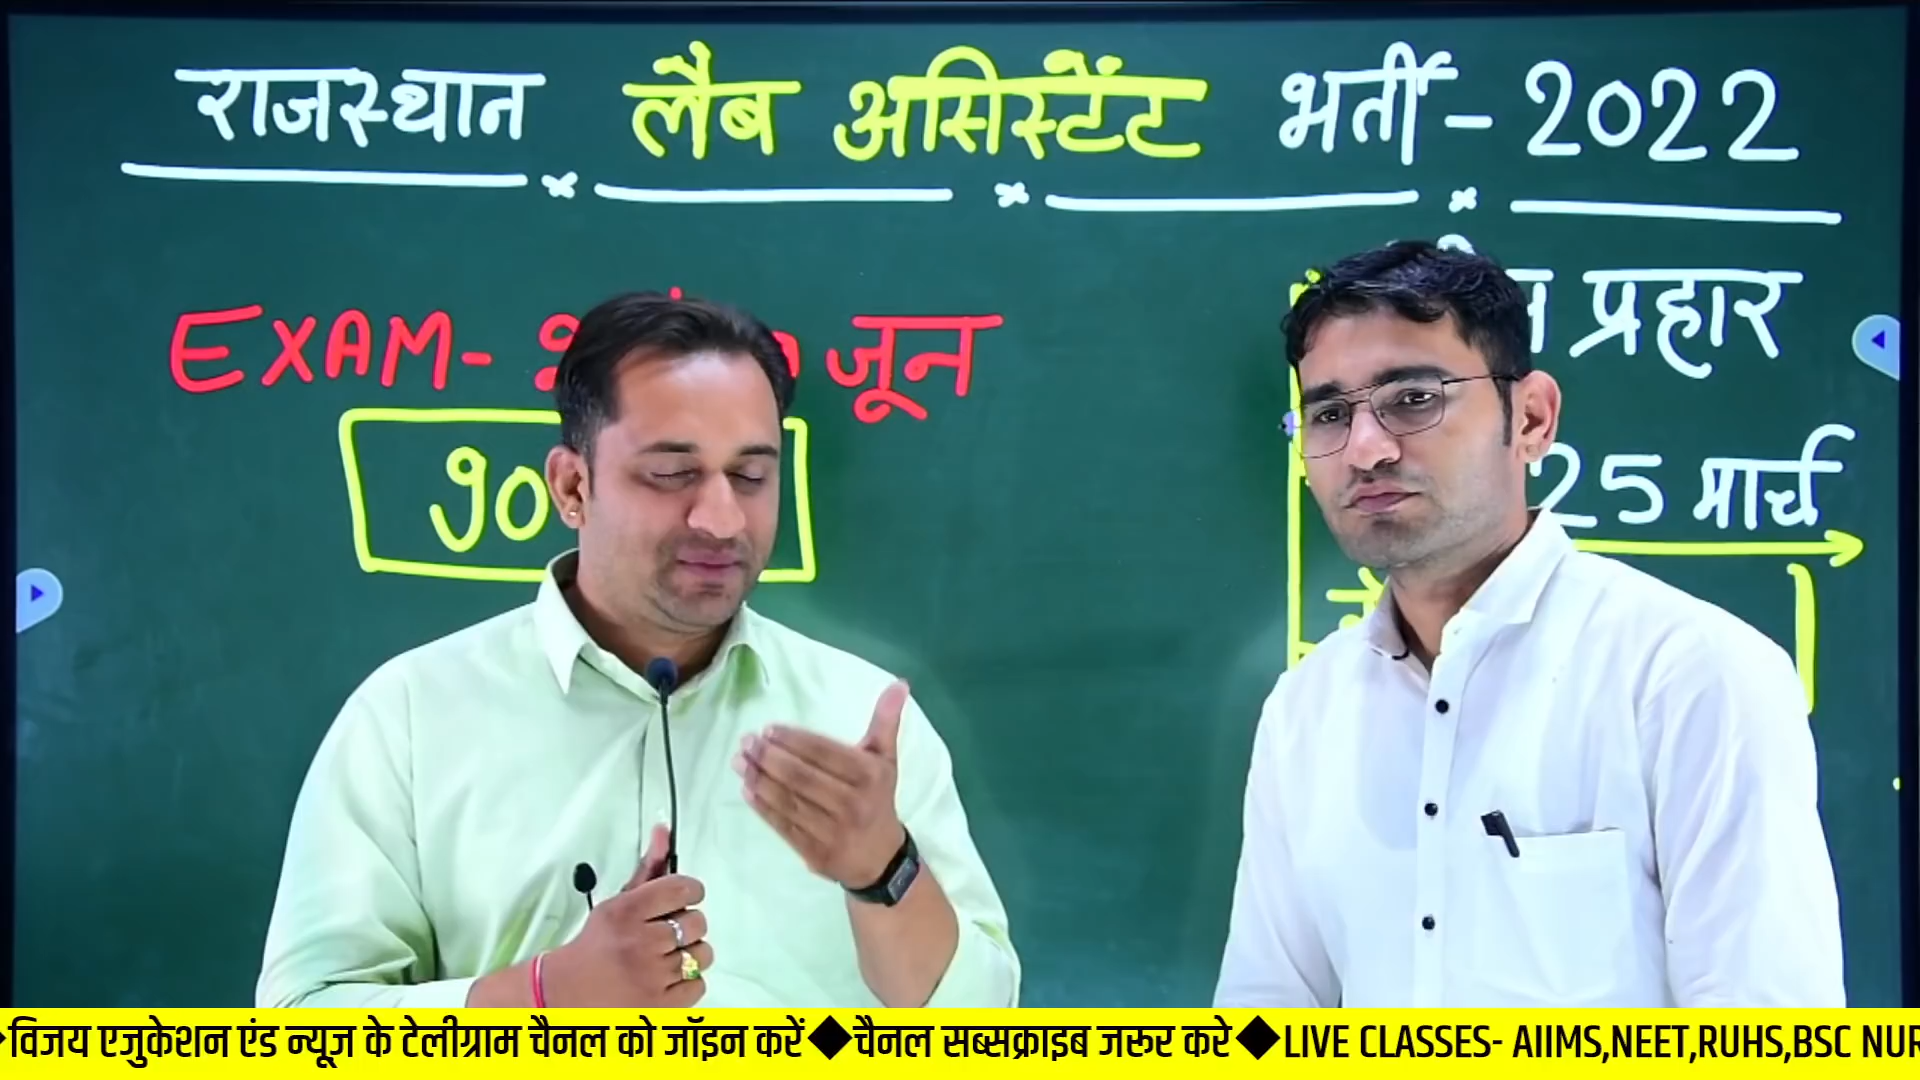 राजस्थान लैब असिस्टेंट भर्ती - 2022
EXAM- जून
प्रहार
90
25 मार्च
विजय एजुकेशन एंड न्यूज के टेलीग्राम चैनल को जॉइन करें◆चैनल सब्सक्राइब जरूर करे◆LIVE CLASSES- AIIMS,NEET,RUHS,BSC NUR